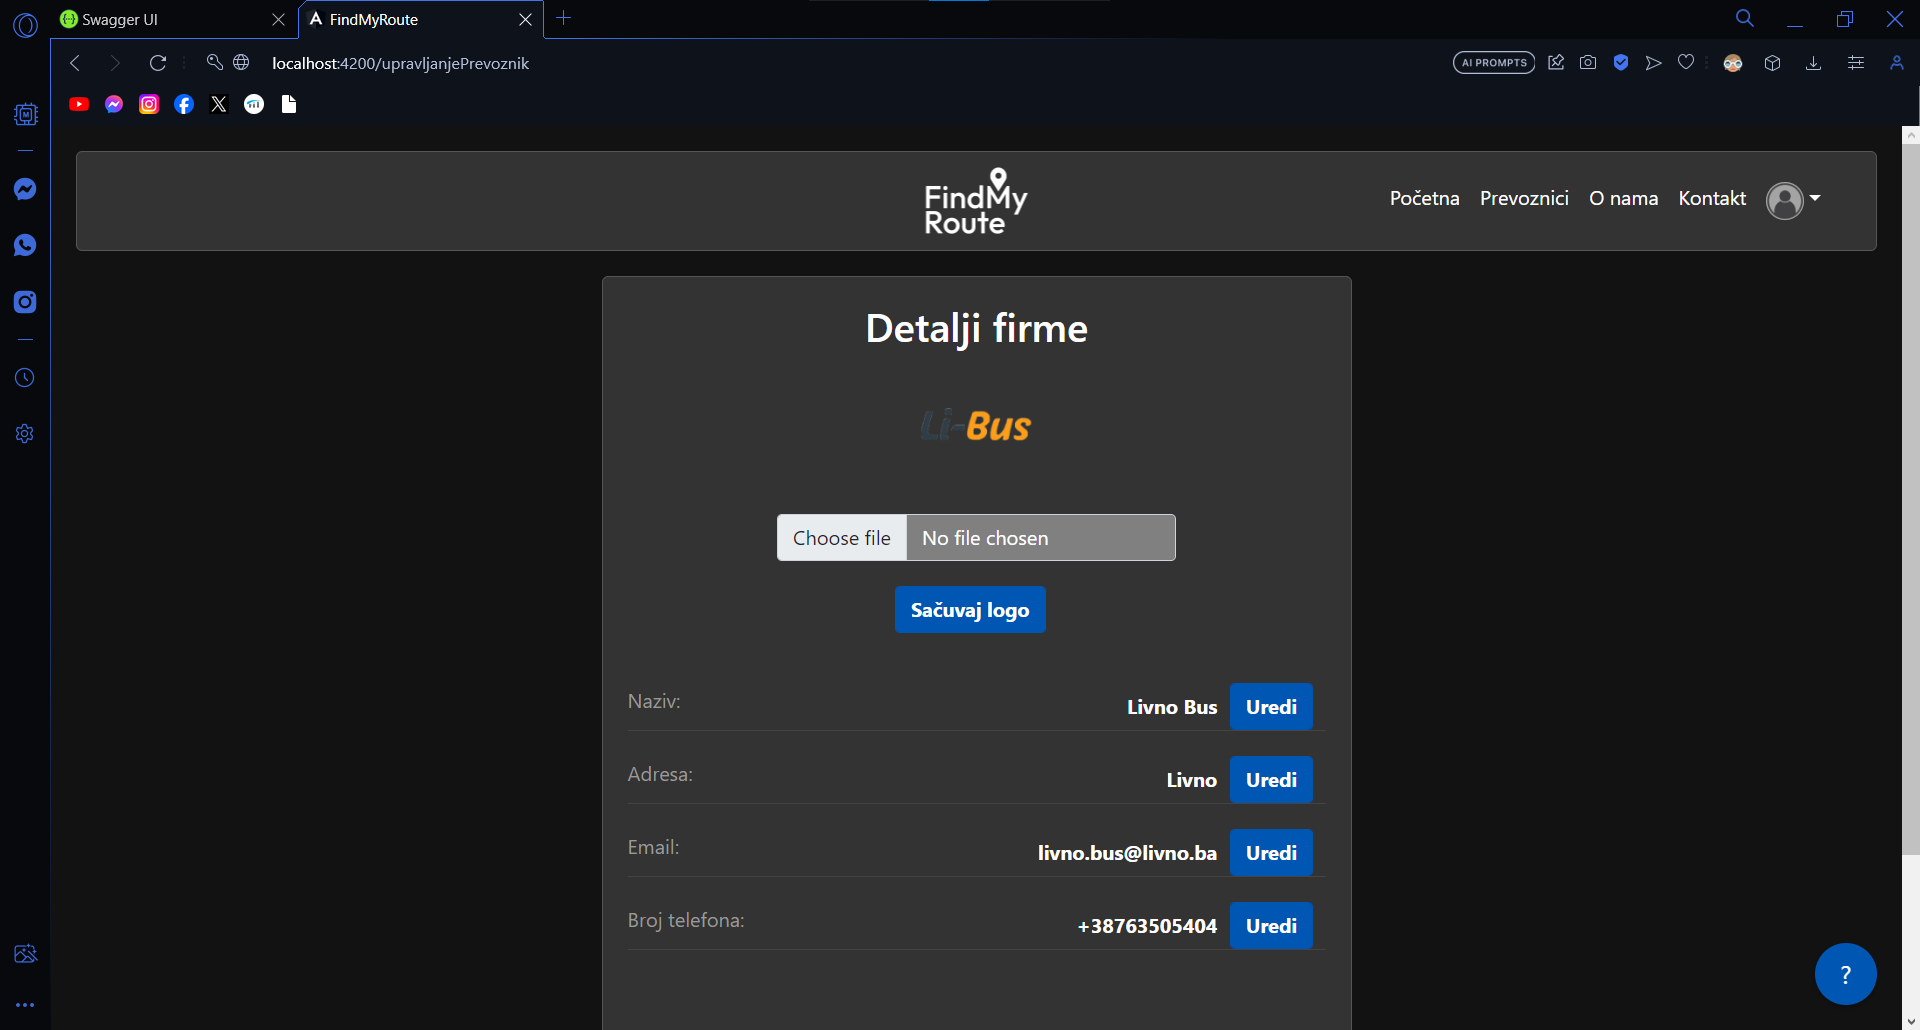 Swagger UI
FindMyRoute
localhost:4200/upravljanjePrevoznik
AI PROMPTS
FindMy
Route
Početna Prevoznici O nama Kontakt
Detalji firme
Li-Bus
Choose file No file chosen
Sačuvaj logo
Naziv: Livno Bus Uredi
Adresa: Livno Uredi
Email: livno.bus@livno.ba Uredi
Broj telefona: +38763505404 Uredi
?